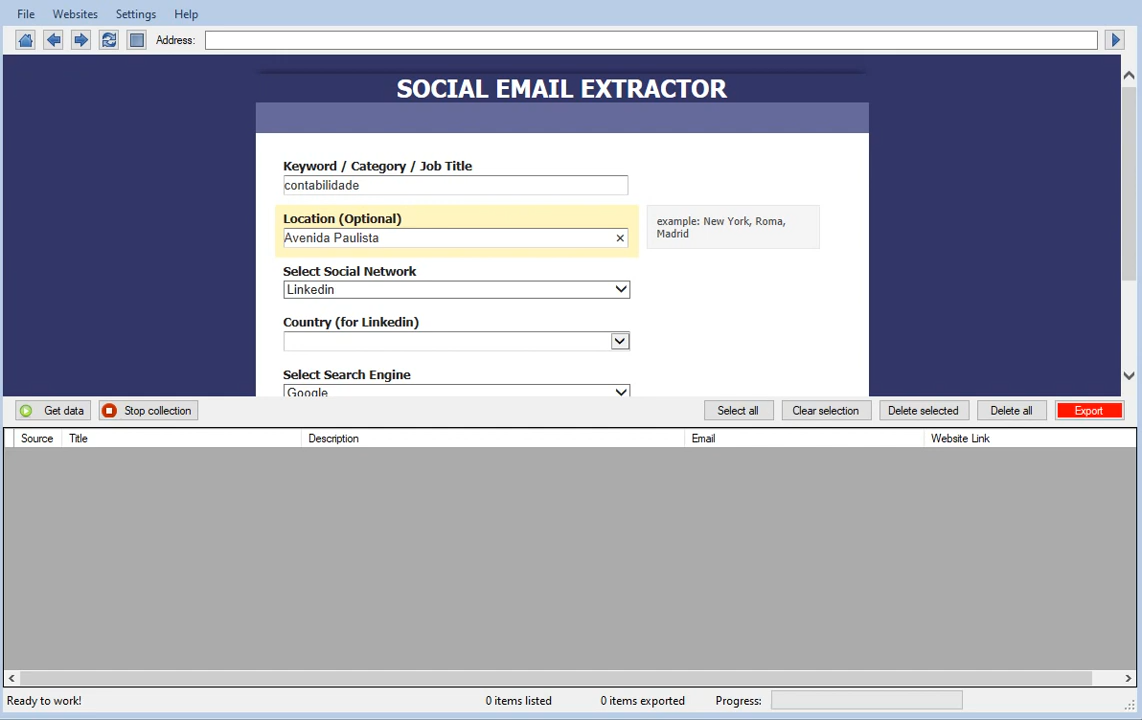 File Websites Settings Help
Address:
SOCIAL EMAIL EXTRACTOR
Keyword / Category / Job Title
contabilidade
Location (Optional)
Avenida Paulista ×
example: New York, Roma,
Madrid
Select Social Network
Linkedin
Country (for Linkedin)
Select Search Engine
Google
Get data Stop collection Select all Clear selection Delete selected Delete all Export
Source Title Description Email Website Link
Ready to work! 0 items listed 0 items exported Progress: